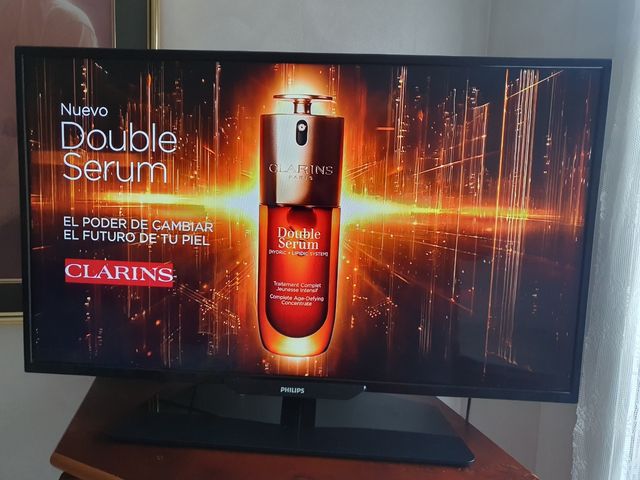 Nuevo
Double
Serum
EL PODER DE CAMBIAR
EL FUTURO DE TU PIEL
CLARINS
CLARINS
PARIS
Double
Serum
[HYDRIC + LIPIDIC SYSTEM]
Traitement Complet
Jeunesse Intensif
Complete Age-Defying
Concentrate
PHILIPS